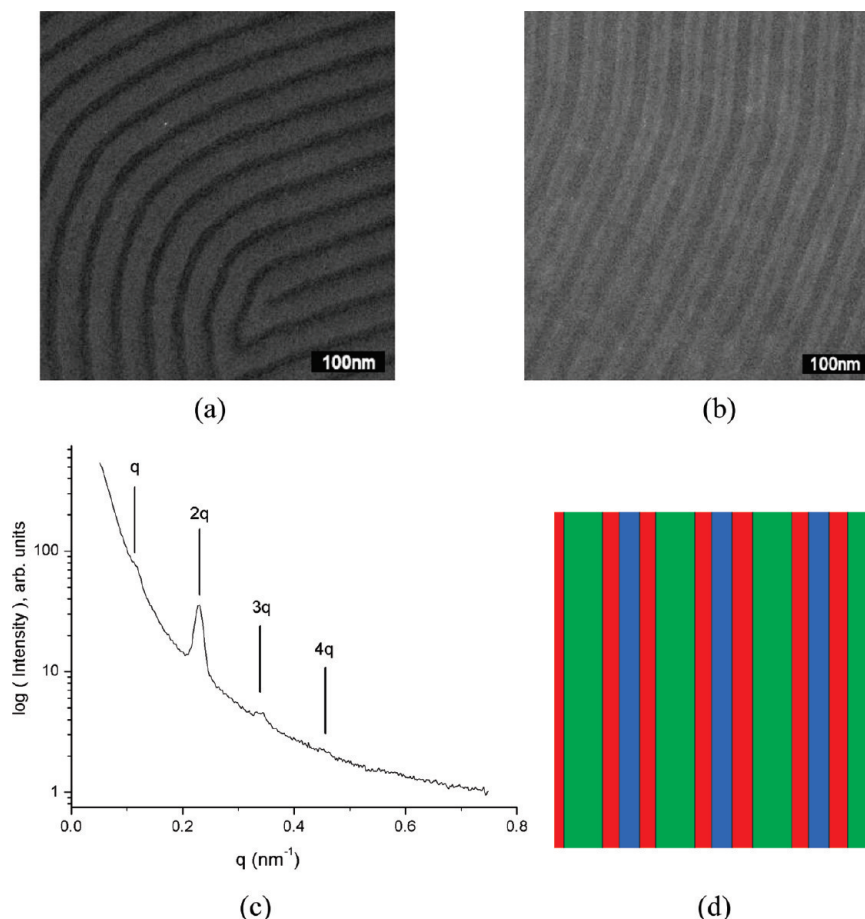 100nm
100nm
(a)
(b)
q
2q
3q
4q
100
10
1
0.0
0.2
0.4
0.6
0.8
log ( Intensity ), arb. units
q (nm⁻¹)
(c)
(d)